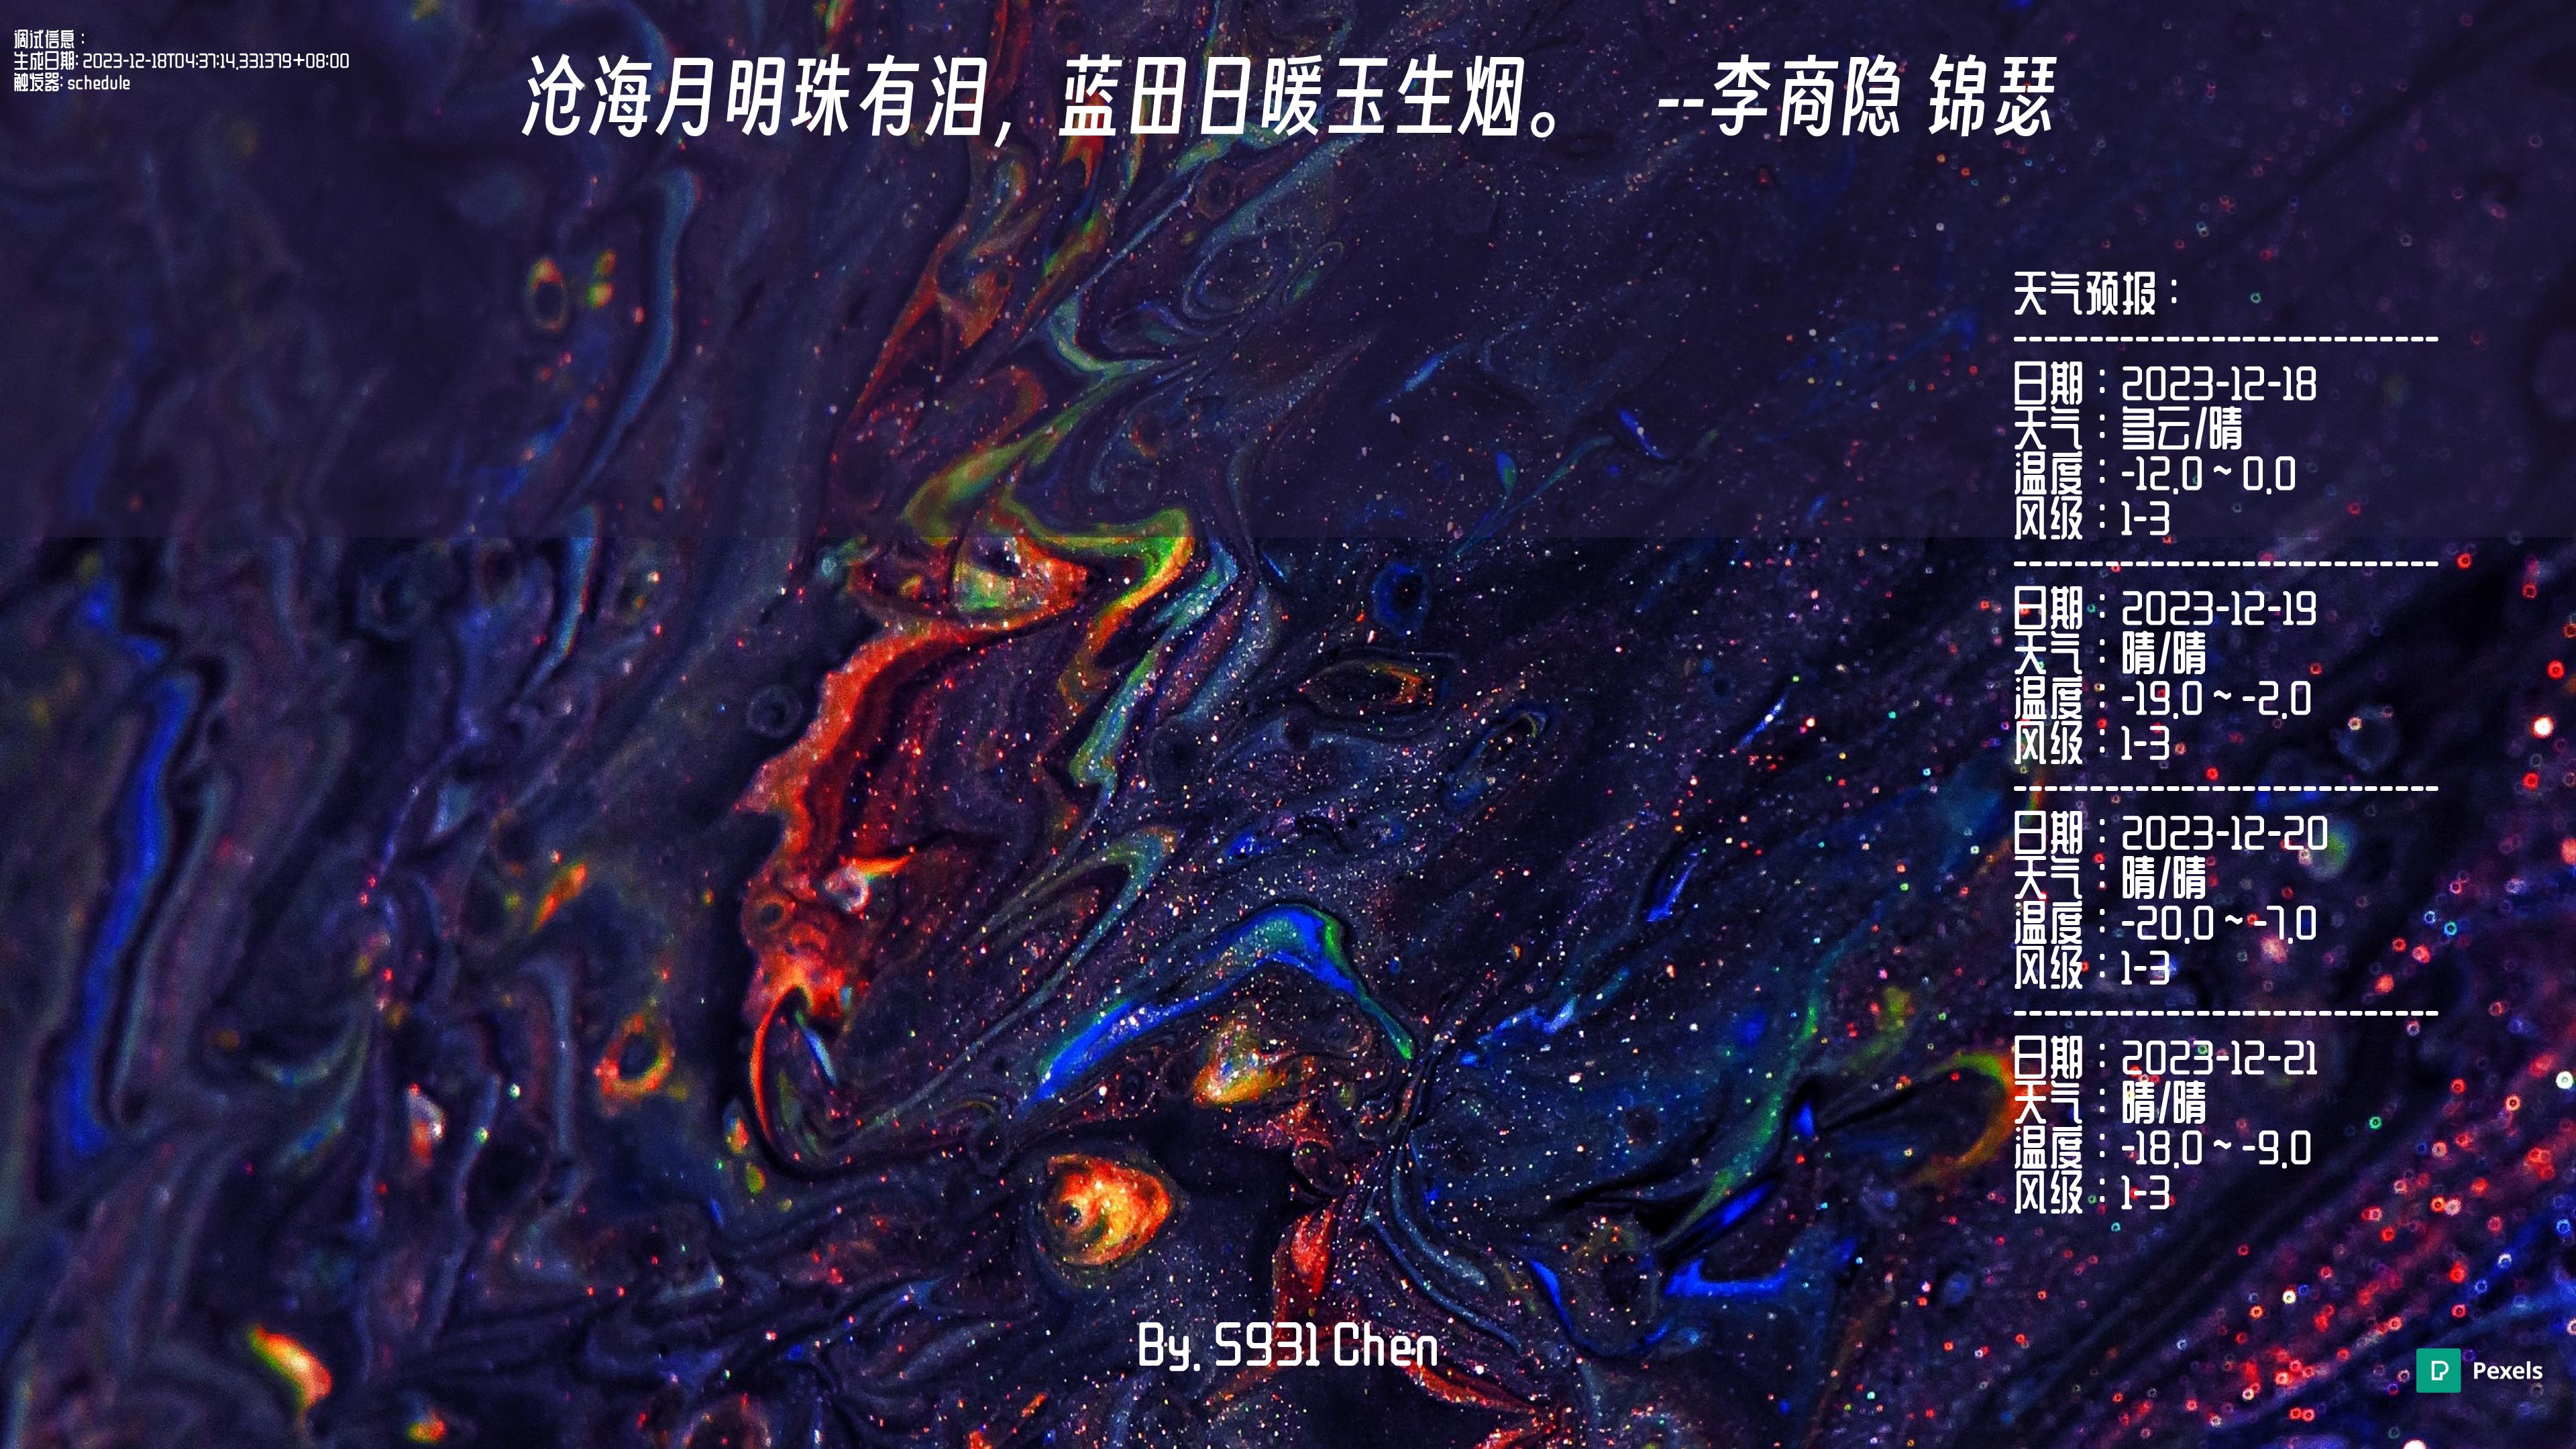 调试信息：
生成日期: 2023-12-18T04:37:14.331379+08:00
触发器: schedule
沧海月明珠有泪，蓝田日暖玉生烟。 --李商隐 锦瑟
天气预报：
----------------------------
日期：2023-12-18
天气：多云/晴
温度：-12.0 ~ 0.0
风级：1-3
----------------------------
日期：2023-12-19
天气：晴/晴
温度：-19.0 ~ -2.0
风级：1-3
----------------------------
日期：2023-12-20
天气：晴/晴
温度：-20.0 ~ -7.0
风级：1-3
----------------------------
日期：2023-12-21
天气：晴/晴
温度：-18.0 ~ -9.0
风级：1-3
By. S931 Chen
Pexels